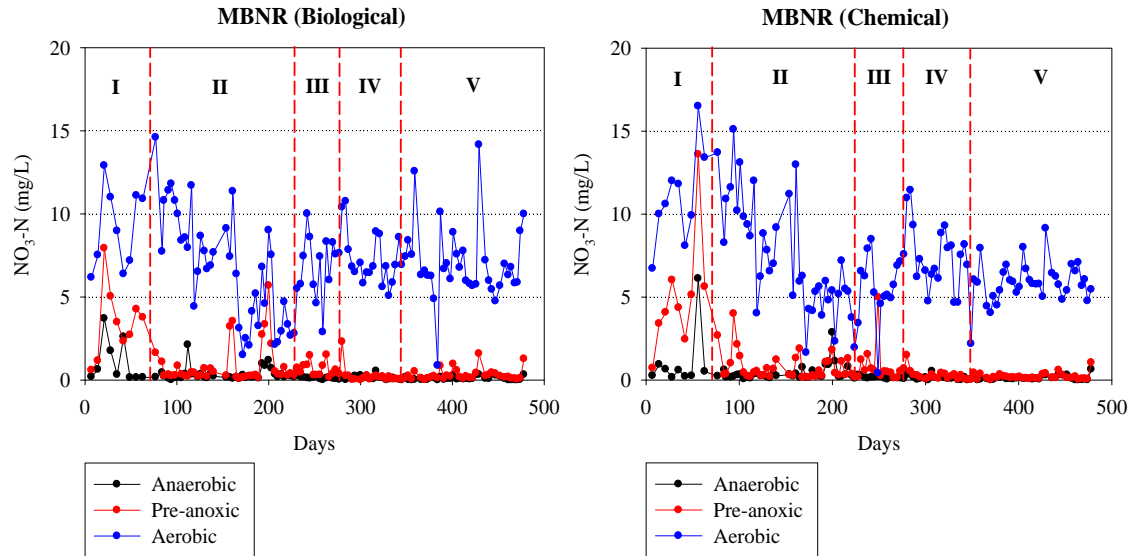 MBNR (Biological)
20
15
10
5
0
NO3-N (mg/L)
I
II
III
IV
V
0
100
200
300
400
500
Days
Anaerobic
Pre-anoxic
Aerobic
MBNR (Chemical)
20
15
10
5
0
NO3-N (mg/L)
I
II
III
IV
V
0
100
200
300
400
500
Days
Anaerobic
Pre-anoxic
Aerobic